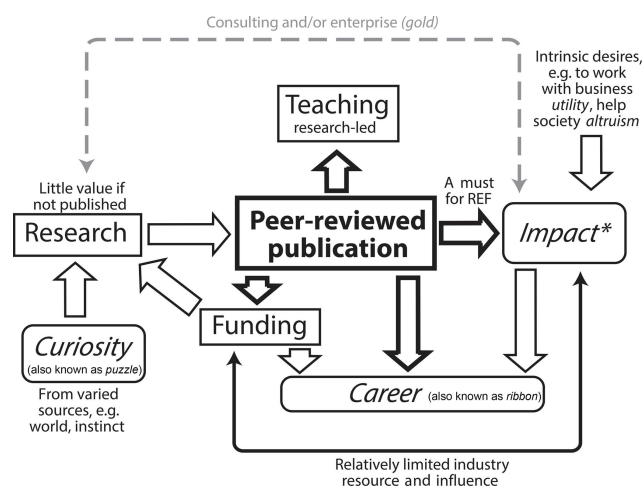 Consulting and/or enterprise (gold)
Intrinsic desires,
e.g. to work
with business
utility, help
society altruism
Teaching
research-led
Little value if
not published
Research
Peer-reviewed
publication
A must
for REF
Impact*
Funding
Curiosity
(also known as puzzle)
From varied
sources, e.g.
world, instinct
Career (also known as ribbon)
Relatively limited industry
resource and influence